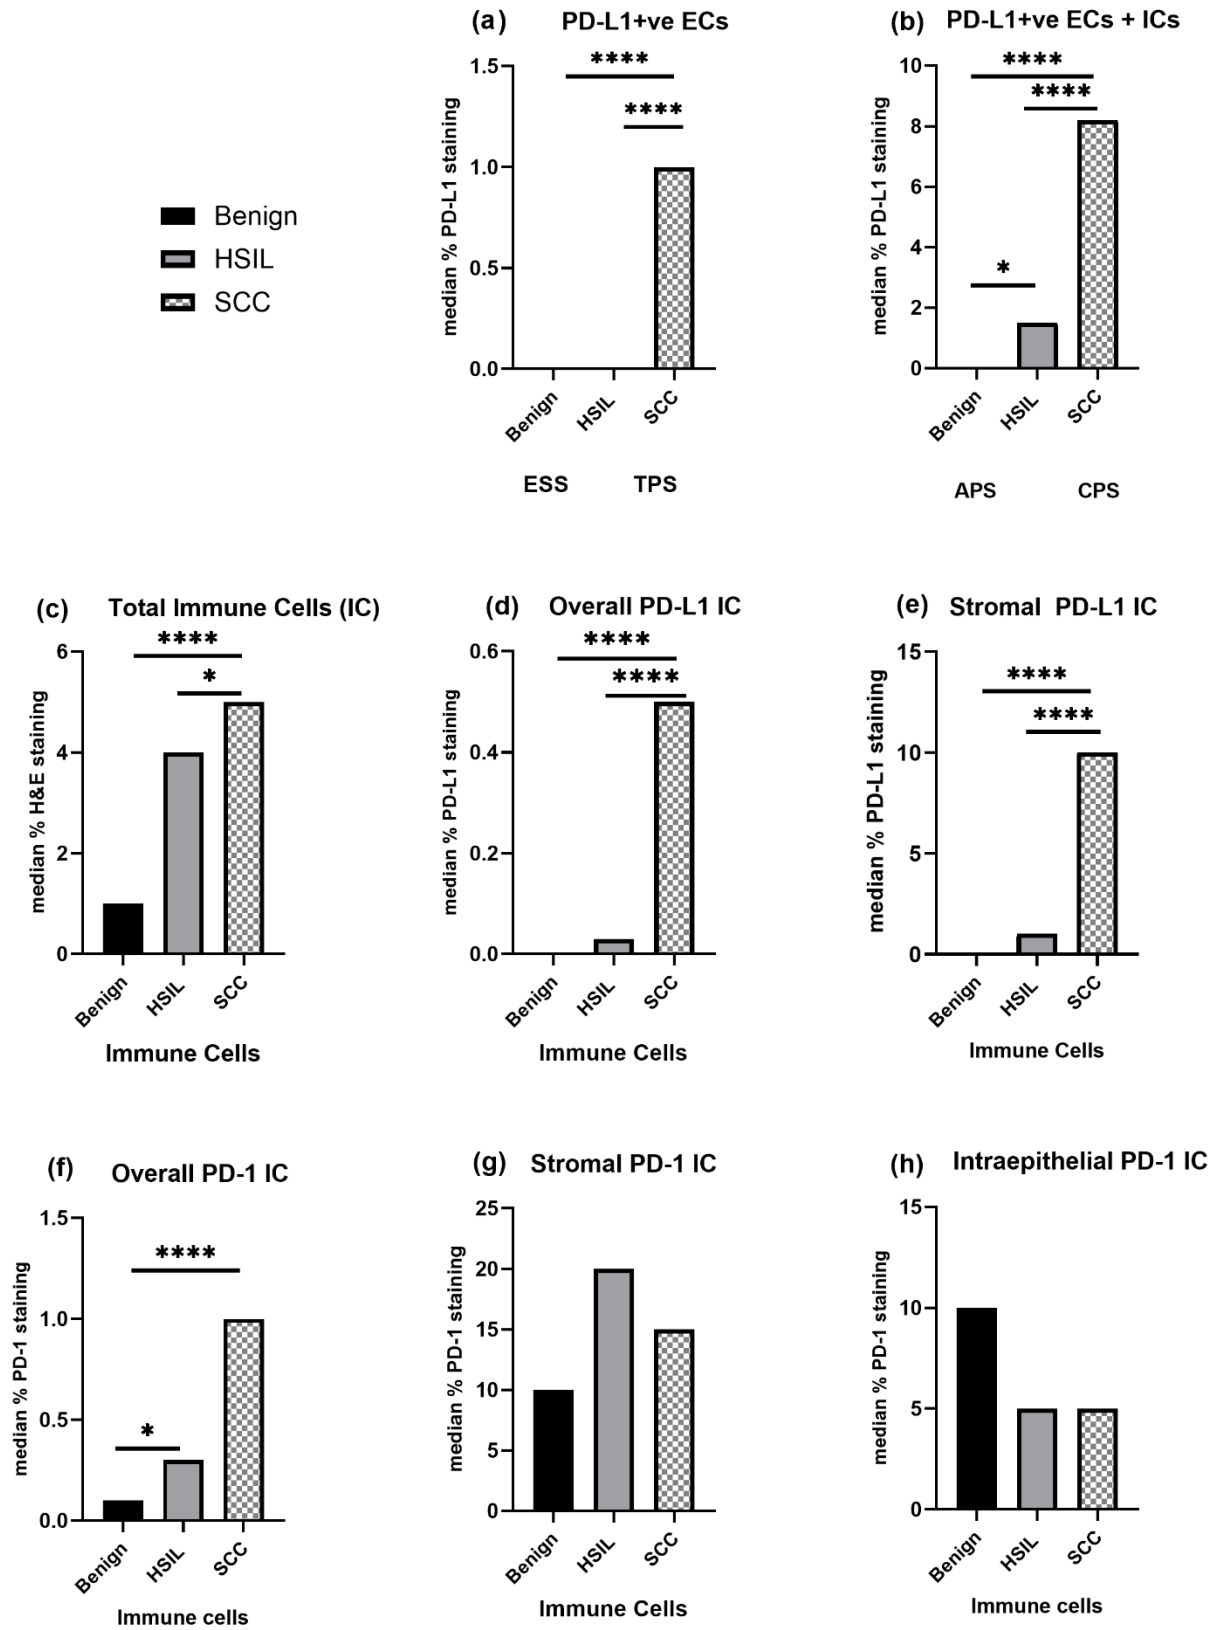 (a) PD-L1+ve ECs
median % PD-L1 staining
1.5
1.0
0.5
0.0
****
****
Benign
HSIL
SCC
ESS TPS
(b) PD-L1+ve ECs + ICs
median % PD-L1 staining
10
8
6
4
2
0
****
****
*
Benign
HSIL
SCC
APS CPS
Benign
HSIL
SCC
(c) Total Immune Cells (IC)
median % H&E staining
6
4
2
0
****
*
Benign
HSIL
SCC
Immune Cells
(d) Overall PD-L1 IC
median % PD-L1 staining
0.6
0.4
0.2
0.0
****
****
Benign
HSIL
SCC
Immune Cells
(e) Stromal PD-L1 IC
median % PD-L1 staining
15
10
5
0
****
****
Benign
HSIL
SCC
Immune Cells
(f) Overall PD-1 IC
median % PD-1 staining
1.5
1.0
0.5
0.0
****
*
Benign
HSIL
SCC
Immune cells
(g) Stromal PD-1 IC
median % PD-1 staining
25
20
15
10
5
0
Benign
HSIL
SCC
Immune Cells
(h) Intraepithelial PD-1 IC
median % PD-1 staining
15
10
5
0
Benign
HSIL
SCC
Immune cells